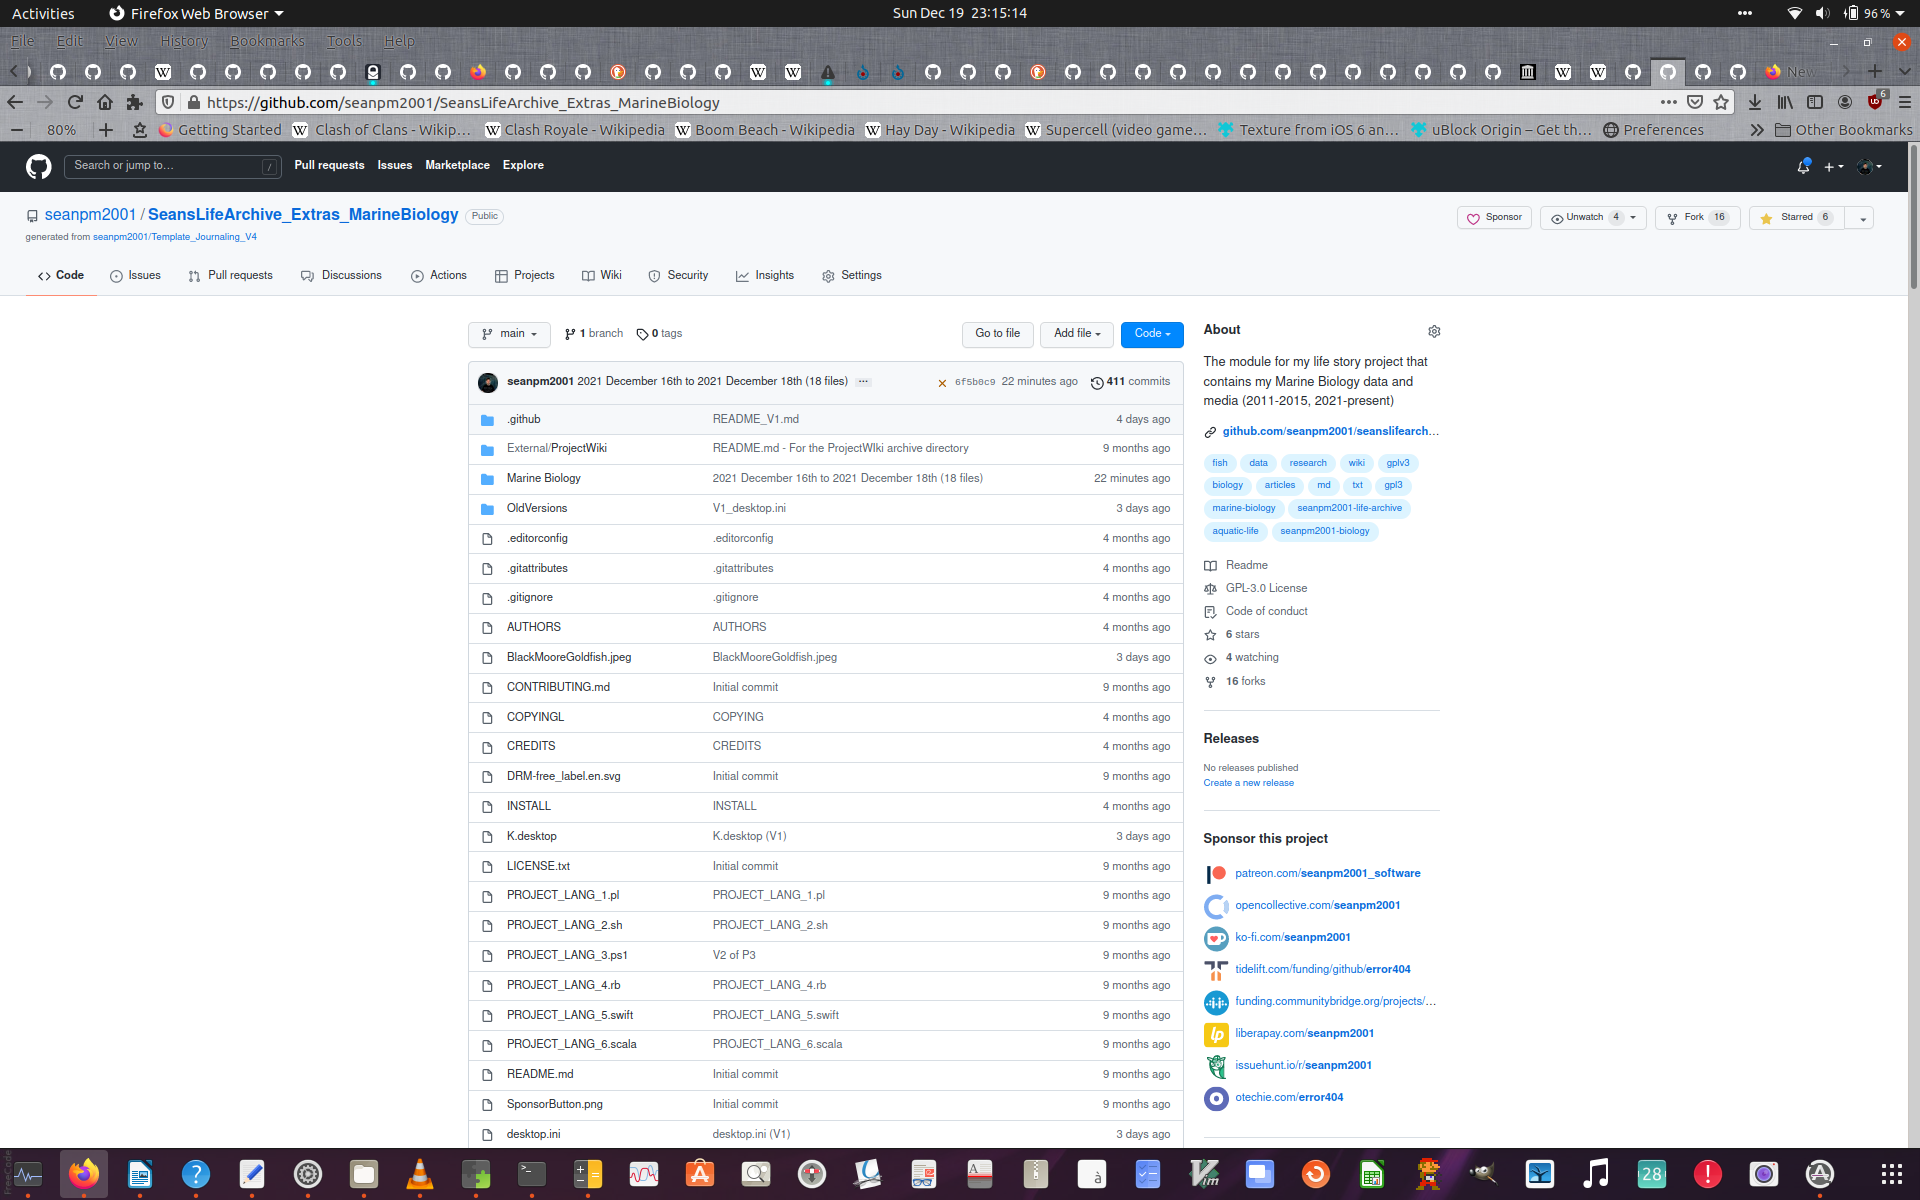 Activities
Firefox Web Browser
Sun Dec 19 23:15:14
96 %
File Edit View History Bookmarks Tools Help
New
https://github.com/seanpm2001/SeansLifeArchive_Extras_MarineBiology
6
80%
Getting Started
Clash of Clans - Wikip…
Clash Royale - Wikipedia
Boom Beach - Wikipedia
Hay Day - Wikipedia
Supercell (video game…
Texture from iOS 6 an…
uBlock Origin – Get th…
Preferences
Other Bookmarks
Search or jump to…
/
Pull requests
Issues
Marketplace
Explore
seanpm2001 / SeansLifeArchive_Extras_MarineBiology
Public
generated from seanpm2001/Template_Journaling_V4
Sponsor
Unwatch 4
Fork 16
Starred 6
Code
Issues
Pull requests
Discussions
Actions
Projects
Wiki
Security
Insights
Settings
main
1 branch
0 tags
Go to file
Add file
Code
seanpm2001 2021 December 16th to 2021 December 18th (18 files)
6f5b0c9 22 minutes ago
411 commits
.github README_V1.md 4 days ago
External/ProjectWiki README.md - For the ProjectWIki archive directory 9 months ago
Marine Biology 2021 December 16th to 2021 December 18th (18 files) 22 minutes ago
OldVersions V1_desktop.ini 3 days ago
.editorconfig .editorconfig 4 months ago
.gitattributes .gitattributes 4 months ago
.gitignore .gitignore 4 months ago
AUTHORS AUTHORS 4 months ago
BlackMooreGoldfish.jpeg BlackMooreGoldfish.jpeg 3 days ago
CONTRIBUTING.md Initial commit 9 months ago
COPYINGL COPYING 4 months ago
CREDITS CREDITS 4 months ago
DRM-free_label.en.svg Initial commit 9 months ago
INSTALL INSTALL 4 months ago
K.desktop K.desktop (V1) 3 days ago
LICENSE.txt Initial commit 9 months ago
PROJECT_LANG_1.pl PROJECT_LANG_1.pl 9 months ago
PROJECT_LANG_2.sh PROJECT_LANG_2.sh 9 months ago
PROJECT_LANG_3.ps1 V2 of P3 9 months ago
PROJECT_LANG_4.rb PROJECT_LANG_4.rb 9 months ago
PROJECT_LANG_5.swift PROJECT_LANG_5.swift 9 months ago
PROJECT_LANG_6.scala PROJECT_LANG_6.scala 9 months ago
README.md Initial commit 9 months ago
SponsorButton.png Initial commit 9 months ago
desktop.ini desktop.ini (V1) 3 days ago
About
The module for my life story project that
contains my Marine Biology data and
media (2011-2015, 2021-present)
github.com/seanpm2001/seanslifearch…
fish data research wiki gplv3
biology articles md txt gpl3
marine-biology seanpm2001-life-archive
aquatic-life seanpm2001-biology
Readme
GPL-3.0 License
Code of conduct
6 stars
4 watching
16 forks
Releases
No releases published
Create a new release
Sponsor this project
patreon.com/seanpm2001_software
opencollective.com/seanpm2001
ko-fi.com/seanpm2001
tidelift.com/funding/github/error404
funding.communitybridge.org/projects/…
liberapay.com/seanpm2001
issuehunt.io/r/seanpm2001
otechie.com/error404
28